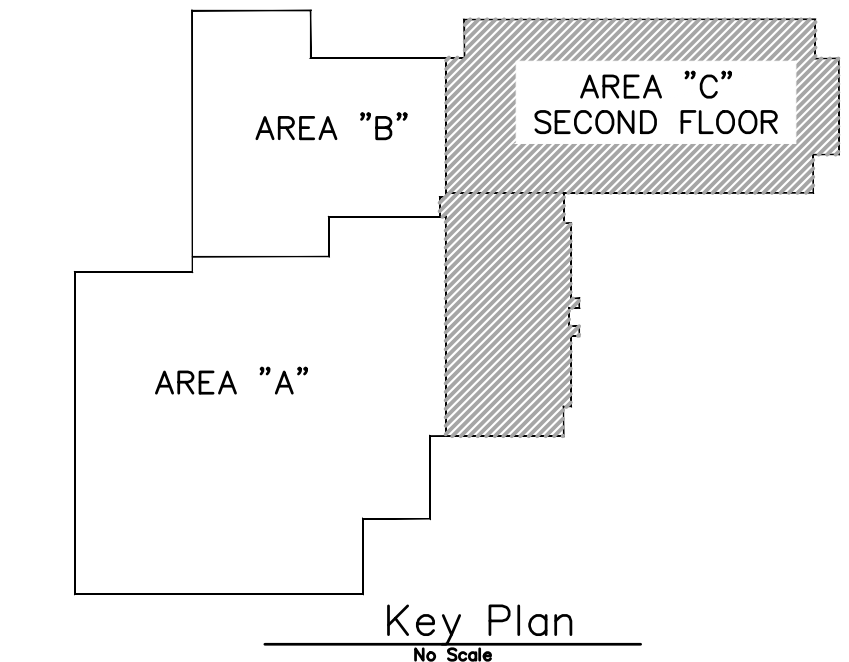 AREA "C"
SECOND FLOOR
AREA "B"
AREA "A"
Key Plan
No Scale